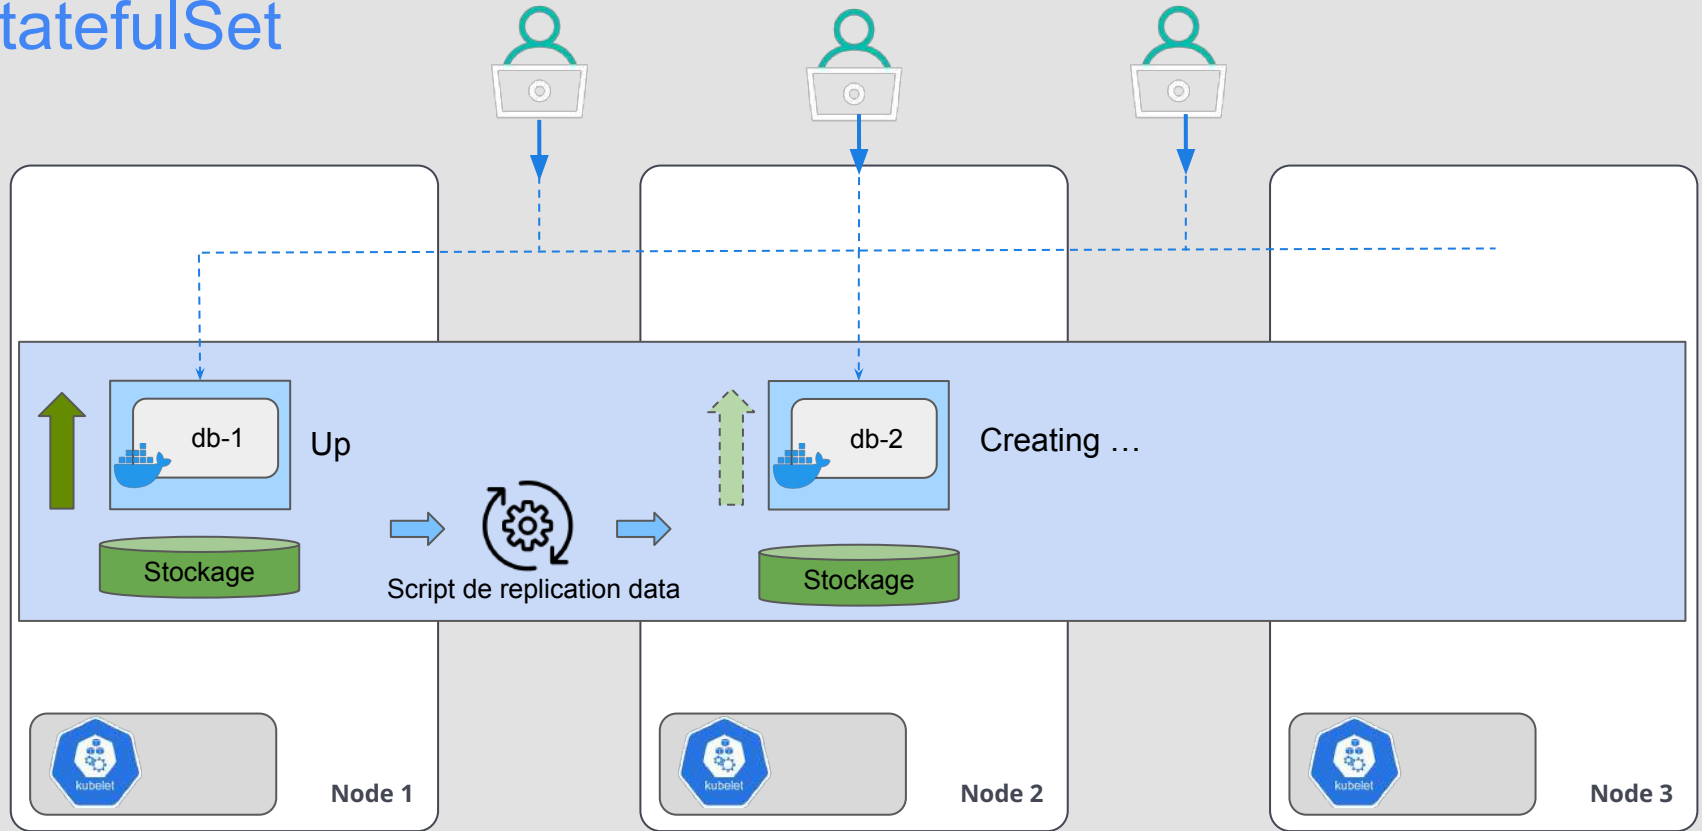 tatefulSet
db-1
Up
db-2
Creating …
Stockage
Script de replication data
Stockage
kubelet
Node 1
kubelet
Node 2
kubelet
Node 3